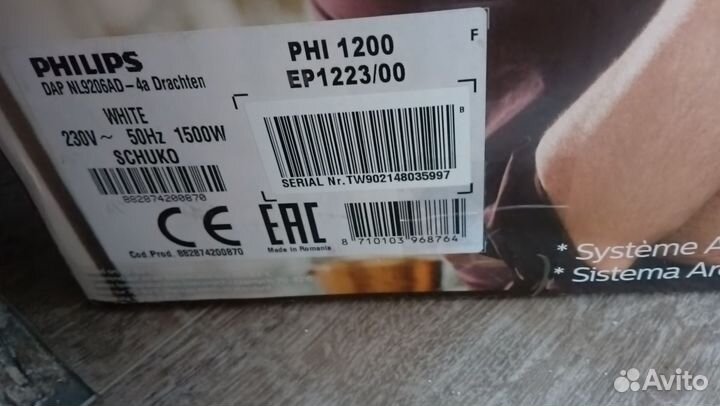 PHILIPS
DAP NL9206AD-4a Drachten
PHI 1200
F
EP1223/00
WHITE
230V~ 50Hz 1500W
SCHUKO
B
SERIAL Nr. TW902148035997
882874200870
CE
EAC
Made in Romania
8 710103 968764
Cod.Prod. 882874200870
* Système A
* Sistema Ar
Avito